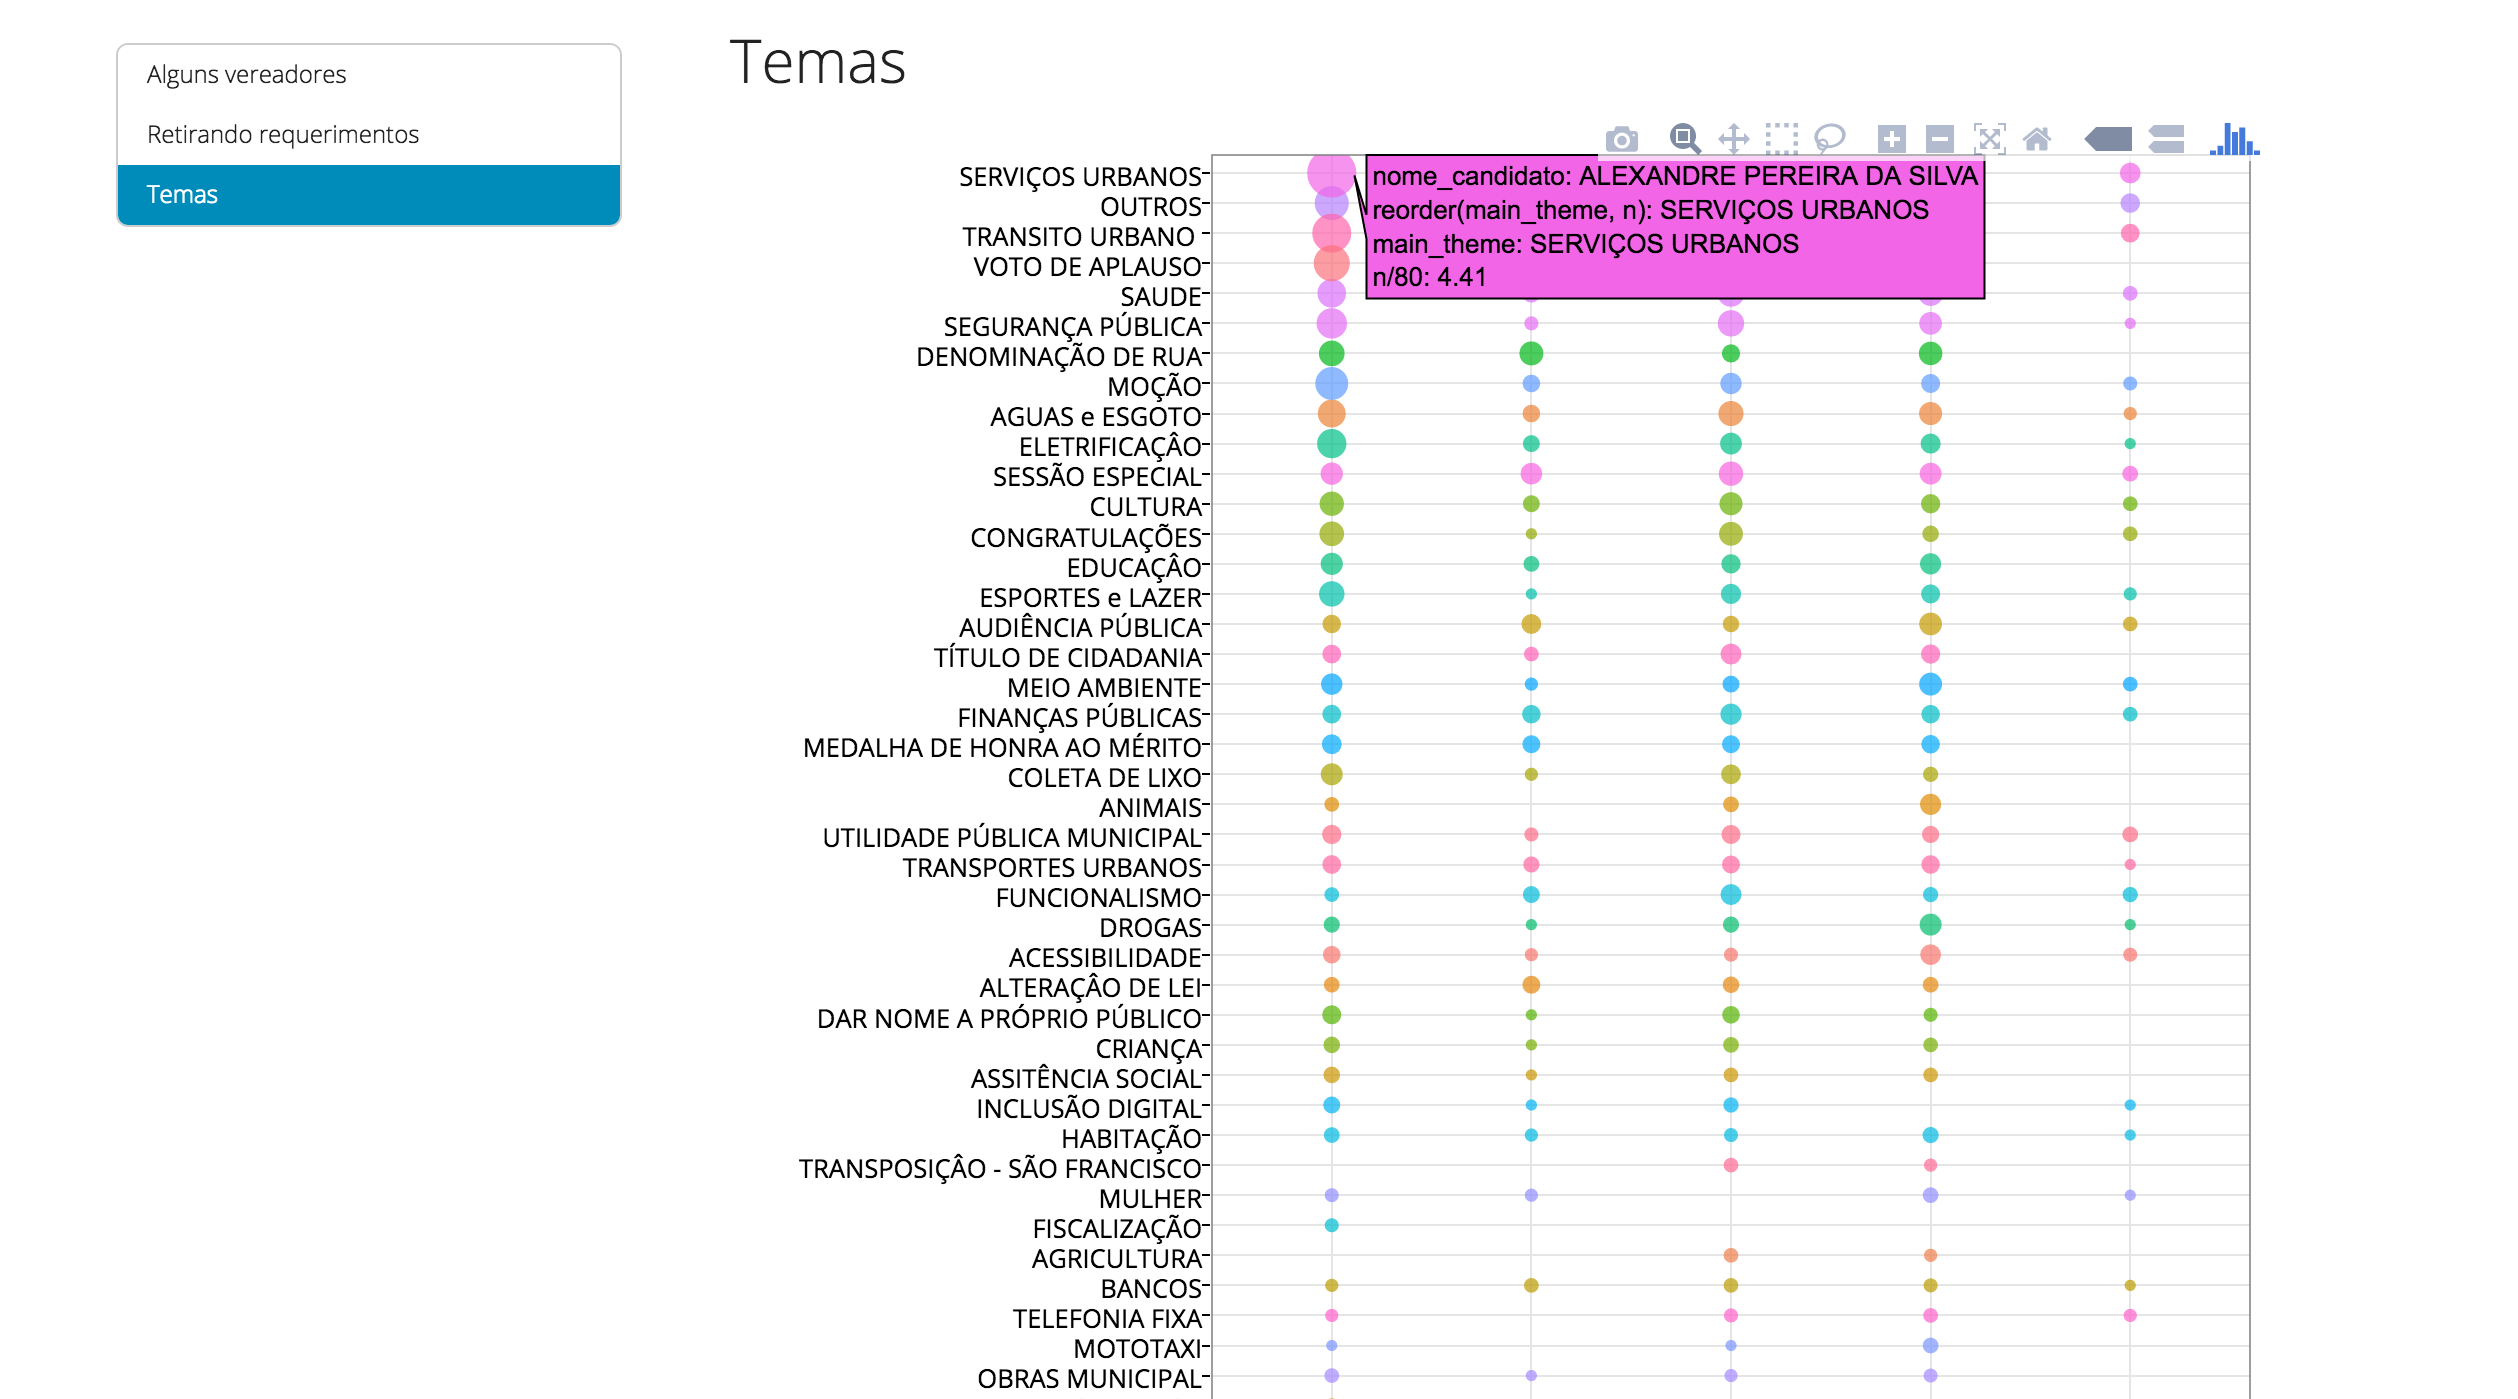 Alguns vereadores
Retirando requerimentos
Temas
Temas
nome_candidato: ALEXANDRE PEREIRA DA SILVA
reorder(main_theme, n): SERVIÇOS URBANOS
main_theme: SERVIÇOS URBANOS
n/80: 4.41
SERVIÇOS URBANOS
OUTROS
TRANSITO URBANO
VOTO DE APLAUSO
SAUDE
SEGURANÇA PÚBLICA
DENOMINAÇÃO DE RUA
MOÇÃO
AGUAS e ESGOTO
ELETRIFICAÇÂO
SESSÃO ESPECIAL
CULTURA
CONGRATULAÇÕES
EDUCAÇÂO
ESPORTES e LAZER
AUDIÊNCIA PÚBLICA
TÍTULO DE CIDADANIA
MEIO AMBIENTE
FINANÇAS PÚBLICAS
MEDALHA DE HONRA AO MÉRITO
COLETA DE LIXO
ANIMAIS
UTILIDADE PÚBLICA MUNICIPAL
TRANSPORTES URBANOS
FUNCIONALISMO
DROGAS
ACESSIBILIDADE
ALTERAÇÂO DE LEI
DAR NOME A PRÓPRIO PÚBLICO
CRIANÇA
ASSITÊNCIA SOCIAL
INCLUSÃO DIGITAL
HABITAÇÃO
TRANSPOSIÇÂO - SÃO FRANCISCO
MULHER
FISCALIZAÇÃO
AGRICULTURA
BANCOS
TELEFONIA FIXA
MOTOTAXI
OBRAS MUNICIPAL